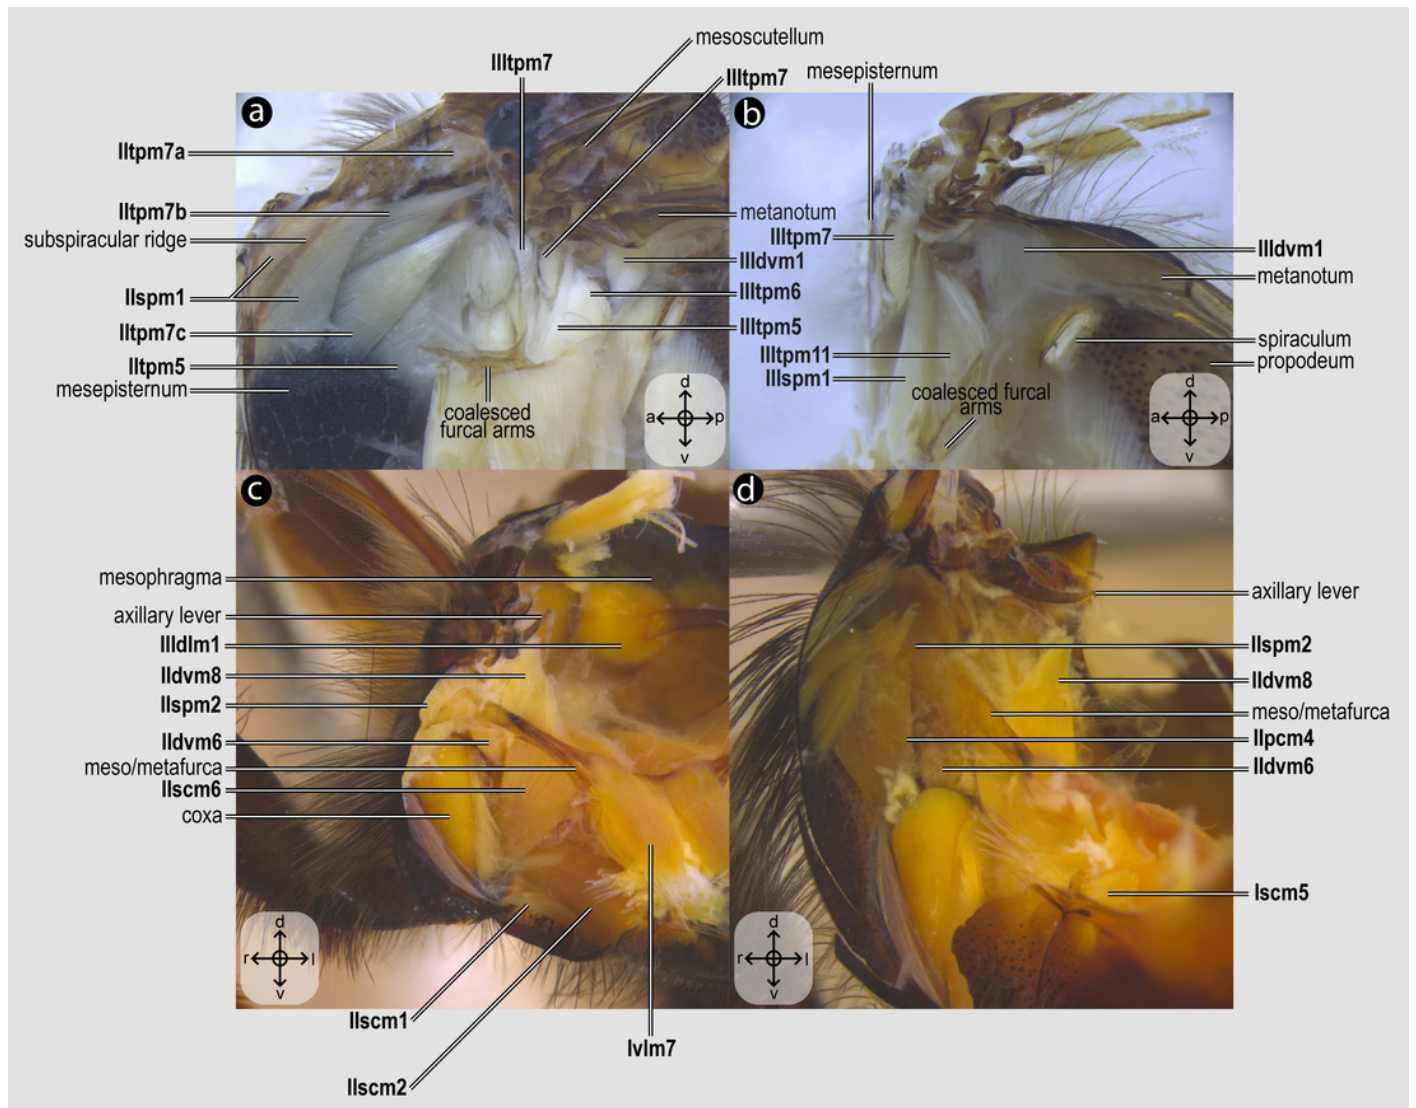 mesoscutellum
IIItpm7
IIItpm7
mesepisternum
a
b
IItpm7a
IItpm7b
subspiracular ridge
IIspm1
IItpm7c
IItpm5
mesepisternum
coalesced
furcal arms
metanotum
IIItpm7
IIIdvm1
IIItpm6
IIItpm5
IIItpm11
IIIspm1
coalesced furcal
arms
IIIdvm1
metanotum
spiraculum
propodeum
d
a
p
v
d
a
p
v
c
d
mesophragma
axillary lever
IIIdlm1
IIdvm8
IIspm2
IIdvm6
meso/metafurca
IIscm6
coxa
axillary lever
IIspm2
IIdvm8
meso/metafurca
IIpcm4
IIdvm6
Iscm5
d
r
l
v
d
r
l
v
IIscm1
IIscm2
Ivlm7